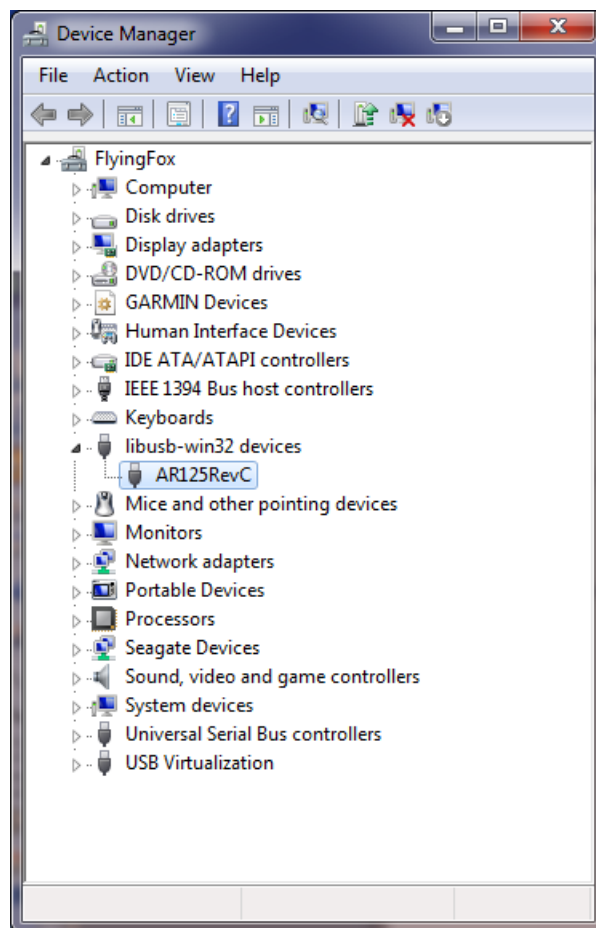 Device Manager
File Action View Help
FlyingFox
Computer
Disk drives
Display adapters
DVD/CD-ROM drives
GARMIN Devices
Human Interface Devices
IDE ATA/ATAPI controllers
IEEE 1394 Bus host controllers
Keyboards
libusb-win32 devices
AR125RevC
Mice and other pointing devices
Monitors
Network adapters
Portable Devices
Processors
Seagate Devices
Sound, video and game controllers
System devices
Universal Serial Bus controllers
USB Virtualization